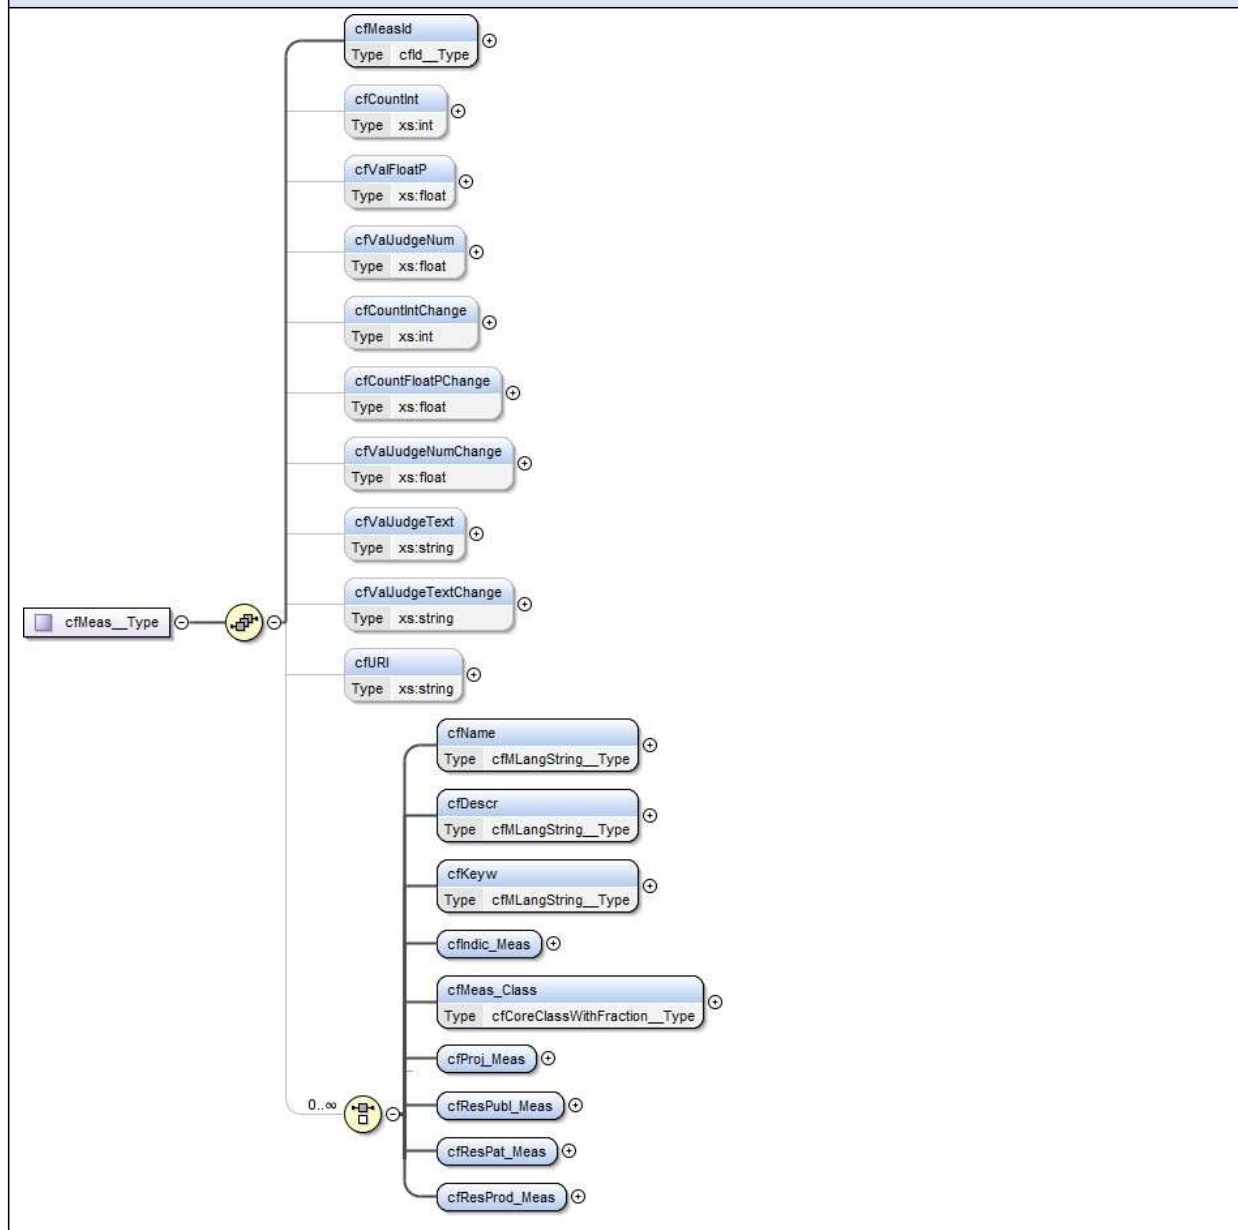 cfMeasId
Type cfId__Type
cfCountInt
Type xs:int
cfValFloatP
Type xs:float
cfValJudgeNum
Type xs:float
cfCountIntChange
Type xs:int
cfCountFloatPChange
Type xs:float
cfValJudgeNumChange
Type xs:float
cfValJudgeText
Type xs:string
cfValJudgeTextChange
Type xs:string
cfMeas__Type
cfURI
Type xs:string
cfName
Type cfMLangString__Type
cfDescr
Type cfMLangString__Type
cfKeyw
Type cfMLangString__Type
cfIndic_Meas
cfMeas_Class
Type cfCoreClassWithFraction__Type
cfProj_Meas
0..∞
cfResPubl_Meas
cfResPat_Meas
cfResProd_Meas